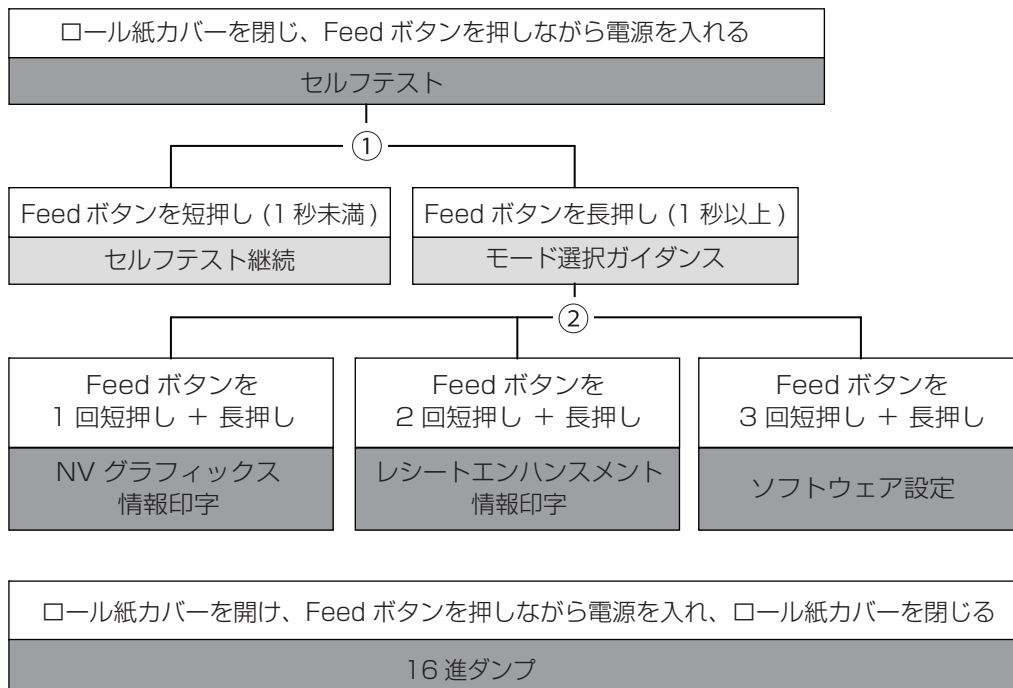 ロール紙カバーを閉じ、Feed ボタンを押しながら電源を入れる
セルフテスト
①
Feed ボタンを短押し (1 秒未満 )
Feed ボタンを長押し (1 秒以上 )
セルフテスト継続
モード選択ガイダンス
②
Feed ボタンを
1 回短押し ＋ 長押し
Feed ボタンを
2 回短押し ＋ 長押し
Feed ボタンを
3 回短押し ＋ 長押し
NV グラフィックス
情報印字
レシートエンハンスメント
情報印字
ソフトウェア設定
ロール紙カバーを開け、Feed ボタンを押しながら電源を入れ、ロール紙カバーを閉じる
16 進ダンプ